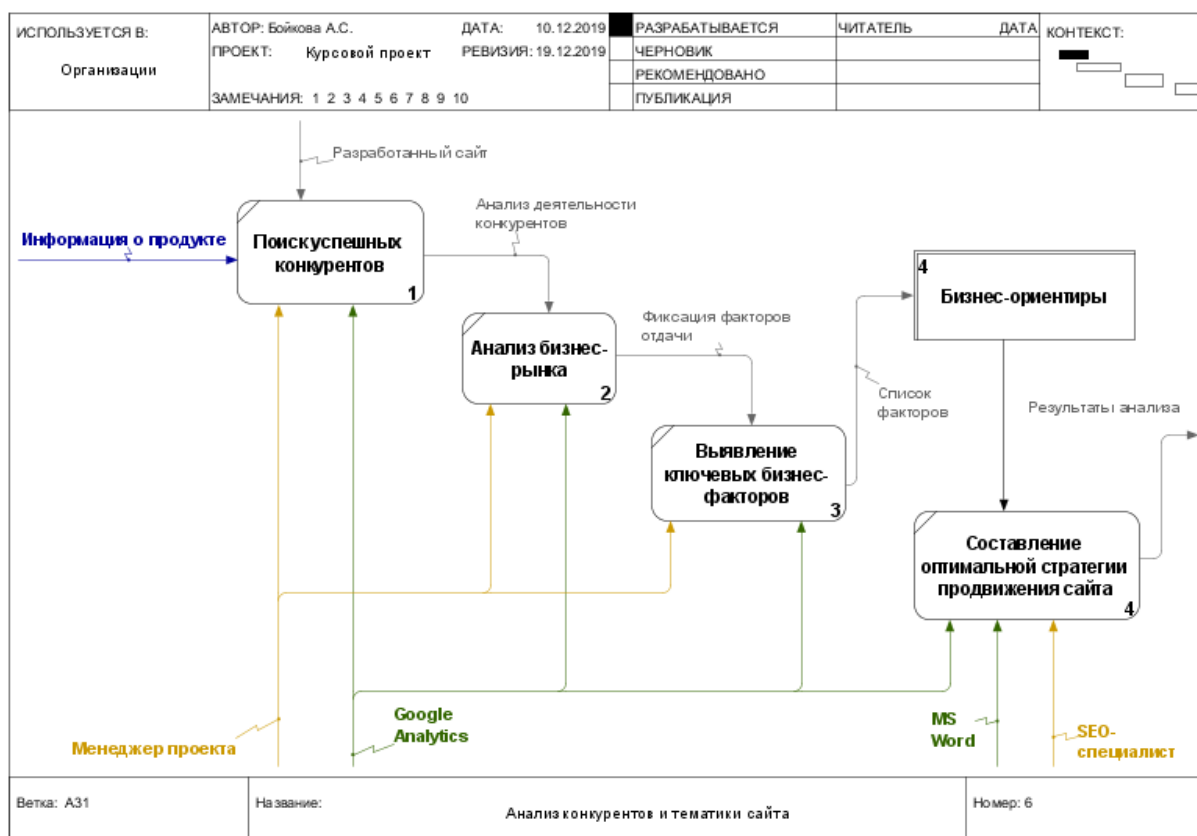 ИСПОЛЬЗУЕТСЯ В:
Организации
АВТОР: Бойкова А.С.
ДАТА: 10.12.2019
ПРОЕКТ: Курсовой проект
РЕВИЗИЯ: 19.12.2019
ЗАМЕЧАНИЯ: 1 2 3 4 5 6 7 8 9 10
РАЗРАБАТЫВАЕТСЯ
ЧЕРНОВИК
РЕКОМЕНДОВАНО
ПУБЛИКАЦИЯ
ЧИТАТЕЛЬ
ДАТА
КОНТЕКСТ:
Разработанный сайт
Информация о продукте
Поиск успешных
конкурентов
1
Анализ деятельности
конкурентов
Анализ бизнес-
рынка
2
Фиксация факторов
отдачи
Выявление
ключевых бизнес-
факторов
3
Список
факторов
4
Бизнес-ориентиры
Результаты анализа
Составление
оптимальной стратегии
продвижения сайта
4
Менеджер проекта
Google
Analytics
MS
Word
SEO-
специалист
Ветка: А31
Название:
Анализ конкурентов и тематики сайта
Номер: 6